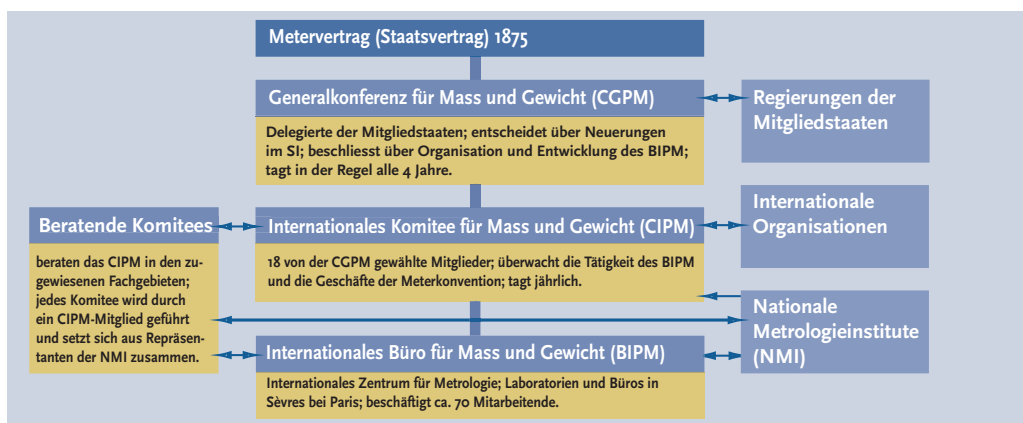 Metervertrag (Staatsvertrag) 1875
Generalkonferenz für Mass und Gewicht (CGPM)
Delegierte der Mitgliedstaaten; entscheidet über Neuerungen
im SI; beschliesst über Organisation und Entwicklung des BIPM;
tagt in der Regel alle 4 Jahre.
Regierungen der
Mitgliedstaaten
Beratende Komitees
beraten das CIPM in den zu-
gewiesenen Fachgebieten;
jedes Komitee wird durch
ein CIPM-Mitglied geführt
und setzt sich aus Repräsen-
tanten der NMI zusammen.
Internationales Komitee für Mass und Gewicht (CIPM)
18 von der CGPM gewählte Mitglieder; überwacht die Tätigkeit des BIPM
und die Geschäfte der Meterkonvention; tagt jährlich.
Internationale
Organisationen
Internationales Büro für Mass und Gewicht (BIPM)
Internationales Zentrum für Metrologie; Laboratorien und Büros in
Sèvres bei Paris; beschäftigt ca. 70 Mitarbeitende.
Nationale
Metrologieinstitute
(NMI)